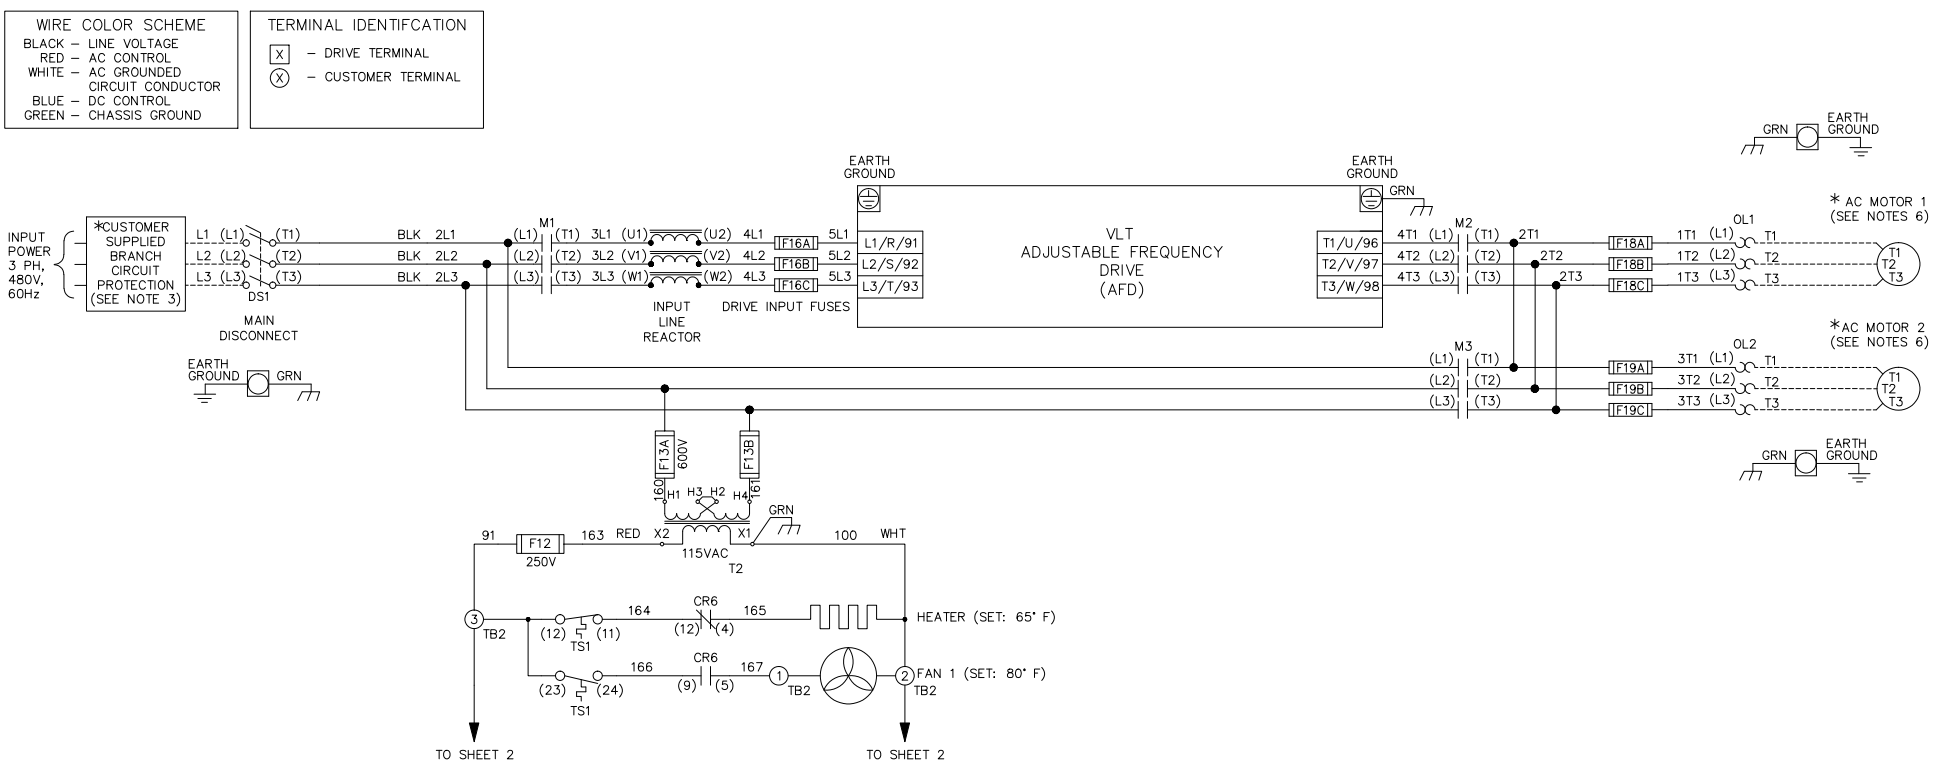 WIRE COLOR SCHEME
BLACK – LINE VOLTAGE
RED – AC CONTROL
WHITE – AC GROUNDED
CIRCUIT CONDUCTOR
BLUE – DC CONTROL
GREEN – CHASSIS GROUND
TERMINAL IDENTIFCATION
X – DRIVE TERMINAL
X – CUSTOMER TERMINAL
INPUT
POWER
3 PH,
480V,
60Hz
*CUSTOMER
SUPPLIED
BRANCH
CIRCUIT
PROTECTION
(SEE NOTE 3)
L1 (L1) (T1) BLK 2L1 (L1) M1 (T1) 3L1 (U1) (U2) 4L1 F16A 5L1 L1/R/91
L2 (L2) (T2) BLK 2L2 (L2) (T2) 3L2 (V1) (V2) 4L2 F16B 5L2 L2/S/92
L3 (L3) (T3) BLK 2L3 (L3) (T3) 3L3 (W1) (W2) 4L3 F16C 5L3 L3/T/93
DS1
MAIN
DISCONNECT
INPUT
LINE
REACTOR
DRIVE INPUT FUSES
EARTH
GROUND
GRN
EARTH
GROUND
VLT
ADJUSTABLE FREQUENCY
DRIVE
(AFD)
EARTH
GROUND
GRN
T1/U/96 4T1 (L1) M2 (T1) 2T1 F18A 1T1 (L1) OL1 T1
T2/V/97 4T2 (L2) (T2) 2T2 F18B 1T2 (L2) T2
T3/W/98 4T3 (L3) (T3) 2T3 F18C 1T3 (L3) T3
GRN
EARTH
GROUND
* AC MOTOR 1
(SEE NOTES 6)
T1
T2
T3
(L1) M3 (T1) F19A 3T1 (L1) OL2 T1
(L2) (T2) F19B 3T2 (L2) T2
(L3) (T3) F19C 3T3 (L3) T3
*AC MOTOR 2
(SEE NOTES 6)
T1
T2
T3
GRN
EARTH
GROUND
F13A
600V
F13B
160
161
H1 H3 H2 H4
GRN
91 F12 163 RED X2 X1 100 WHT
250V
115VAC
T2
3
TB2
(12) (11) 164 CR6 165
TS1
(12) (4)
HEATER (SET: 65° F)
(23) (24) 166 CR6 167 1
TS1
(9) (5)
TB2
2
FAN 1 (SET: 80° F)
TB2
TO SHEET 2
TO SHEET 2